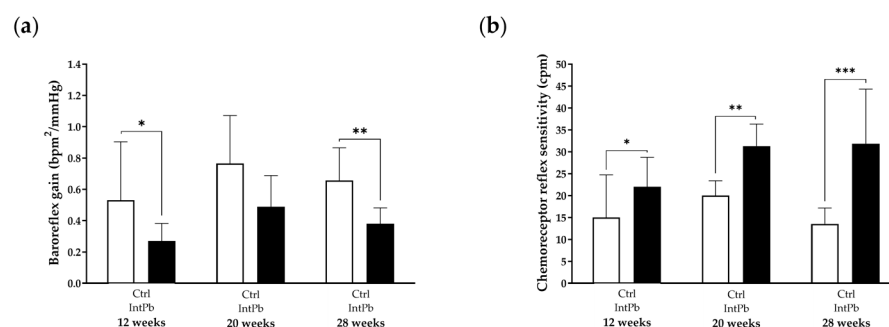 (a)
Baroreflex gain (bpm²/mmHg)
1.4
1.2
1.0
0.8
0.6
0.4
0.2
0.0
*
**
Ctrl
IntPb
12 weeks
Ctrl
IntPb
20 weeks
Ctrl
IntPb
28 weeks
(b)
Chemoreceptor reflex sensitivity (cpm)
50
45
40
35
30
25
20
15
10
5
0
*
**
***
Ctrl
IntPb
12 weeks
Ctrl
IntPb
20 weeks
Ctrl
IntPb
28 weeks